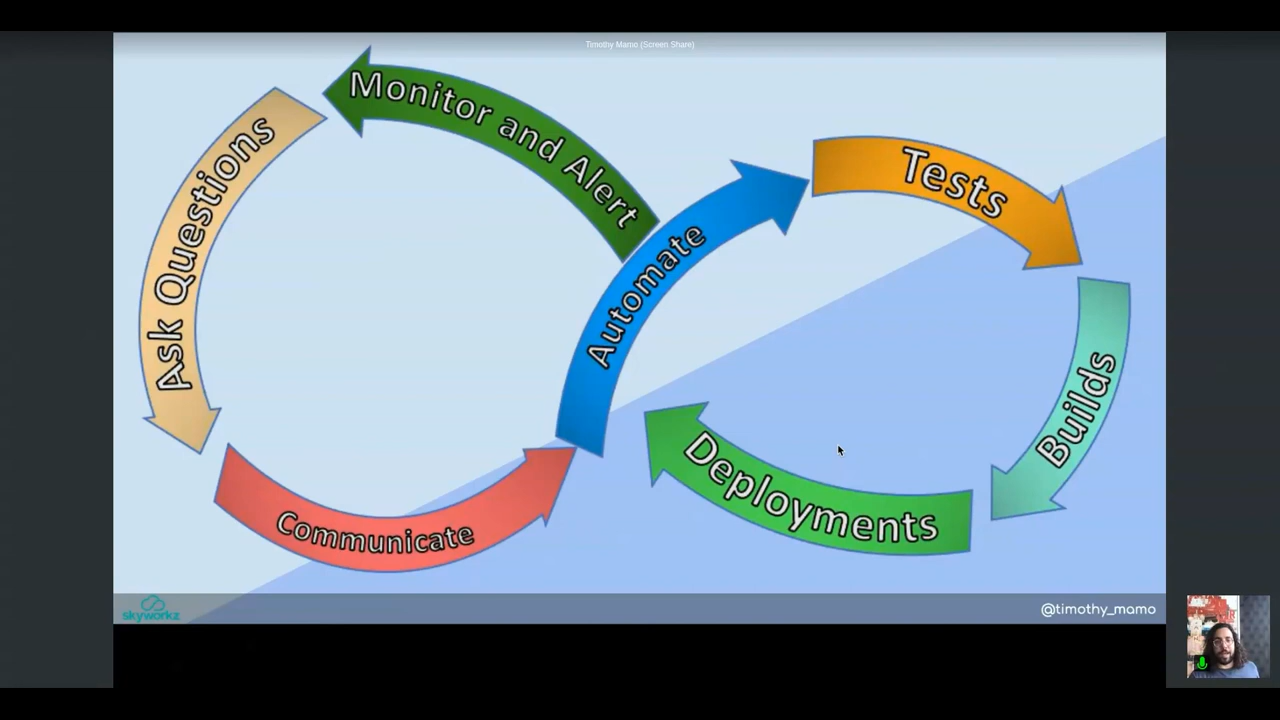 Timothy Mamo (Screen Share)
Monitor and Alert
Ask Questions
Communicate
Automate
Tests
Builds
Deployments
skyworkz
@timothy_mamo